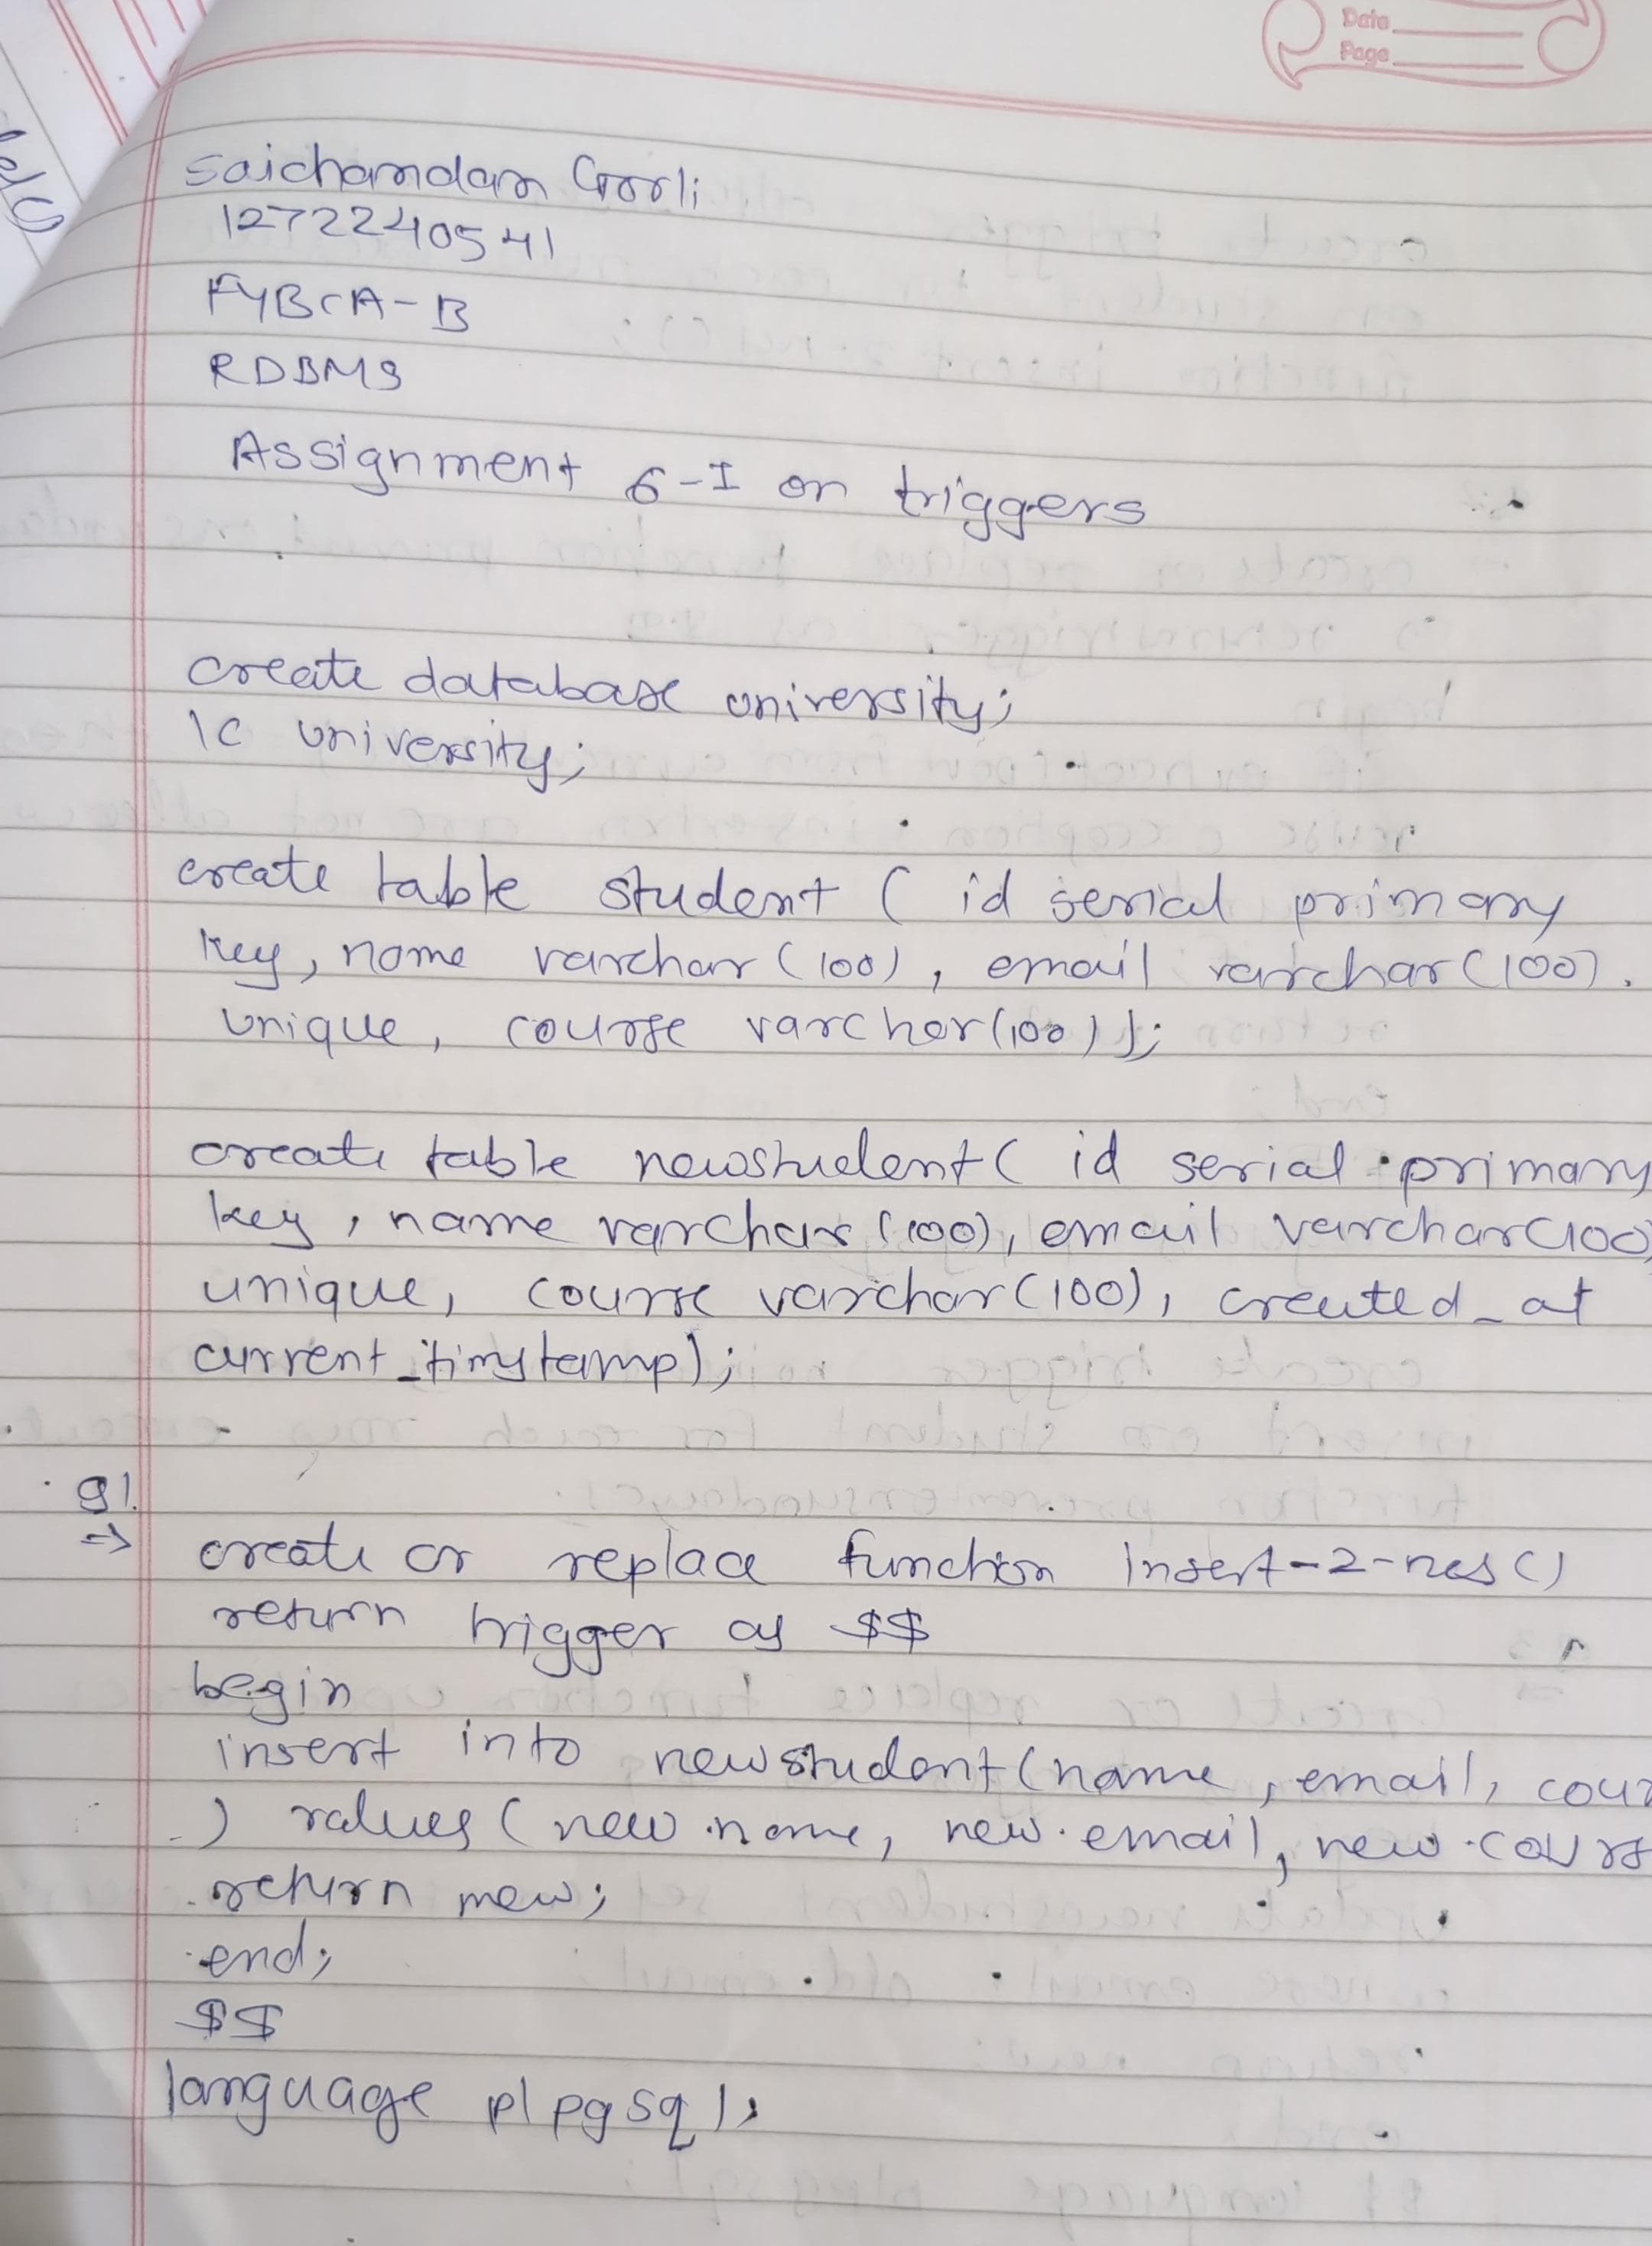 Date
Page
Saichandan Gorli
1272240541
FYBCA-B
RDBMS
Assignment 6-I on triggers
create database university;
\c university;
create table student ( id serial primary
key, name varchar (100), email varchar(100).
unique, course varchar(100));
create table newstudent( id serial primary
key, name varchar (100), email varchar(100)
unique, course varchar(100), created_at
current_timstamp);
Q1.
=> create or replace function insert-2-nes()
return trigger as $$
begin
insert into newstudent(name, email, cour
) values (new.name, new.email, new.cours
return new;
end;
$$
language plpgsql;